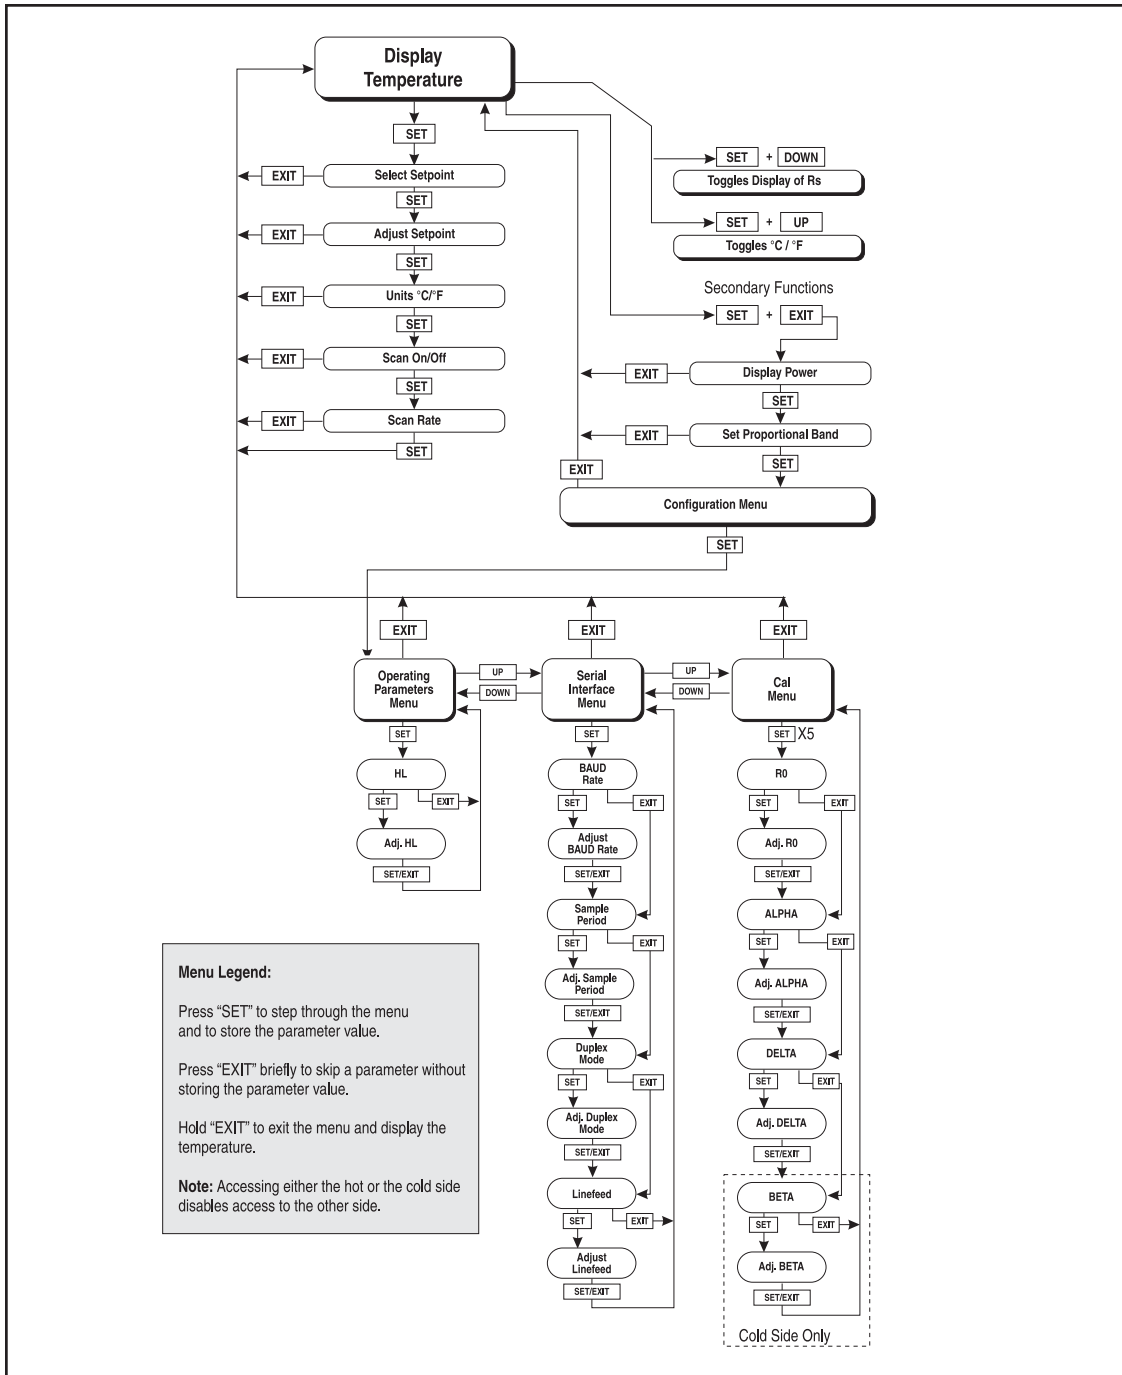 Display
Temperature
SET
EXIT
Select Setpoint
SET
EXIT
Adjust Setpoint
SET
EXIT
Units °C/°F
SET
EXIT
Scan On/Off
SET
EXIT
Scan Rate
SET
SET + DOWN
Toggles Display of Rs
SET + UP
Toggles °C / °F
Secondary Functions
SET + EXIT
EXIT
Display Power
SET
EXIT
Set Proportional Band
SET
EXIT
Configuration Menu
SET
EXIT
EXIT
EXIT
Operating
Parameters
Menu
UP
DOWN
Serial
Interface
Menu
UP
DOWN
Cal
Menu
SET
HL
SET
EXIT
Adj. HL
SET/EXIT
SET
BAUD
Rate
SET
EXIT
Adjust
BAUD Rate
SET/EXIT
Sample
Period
SET
EXIT
Adj. Sample
Period
SET/EXIT
Duplex
Mode
SET
EXIT
Adj. Duplex
Mode
SET/EXIT
Linefeed
SET
EXIT
Adjust
Linefeed
SET/EXIT
SET X5
R0
SET
EXIT
Adj. R0
SET/EXIT
ALPHA
SET
EXIT
Adj. ALPHA
SET/EXIT
DELTA
SET
EXIT
Adj. DELTA
SET/EXIT
BETA
SET
EXIT
Adj. BETA
SET/EXIT
Cold Side Only
Menu Legend:
Press “SET” to step through the menu
and to store the parameter value.
Press “EXIT” briefly to skip a parameter without
storing the parameter value.
Hold “EXIT” to exit the menu and display the
temperature.
Note: Accessing either the hot or the cold side
disables access to the other side.